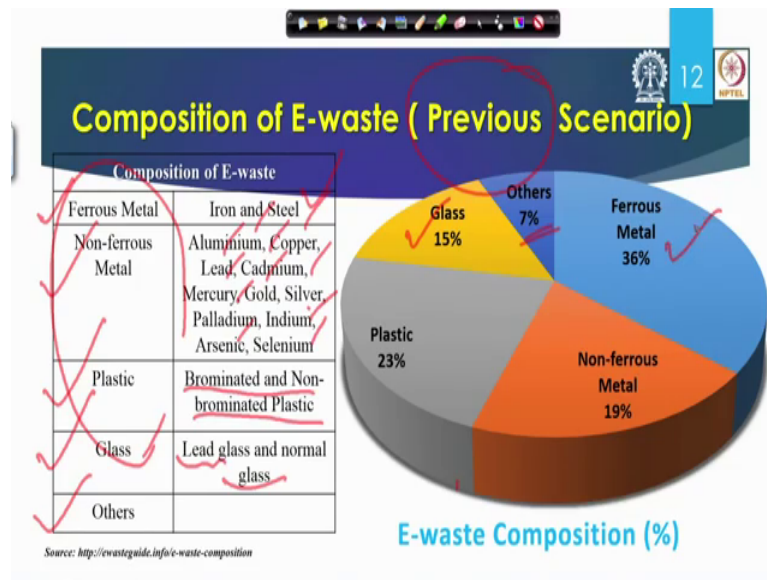 12
NPTEL
Composition of E-waste ( Previous Scenario)
Composition of E-waste
Ferrous Metal
Iron and Steel
Non-ferrous
Metal
Aluminium, Copper,
Lead, Cadmium,
Mercury, Gold, Silver,
Palladium, Indium,
Arsenic, Selenium
Plastic
Brominated and Non-
brominated Plastic
Glass
Lead glass and normal
glass
Others
Source: http://ewasteguide.info/e-waste-composition
Others
7%
Glass
15%
Ferrous
Metal
36%
Plastic
23%
Non-ferrous
Metal
19%
E-waste Composition (%)